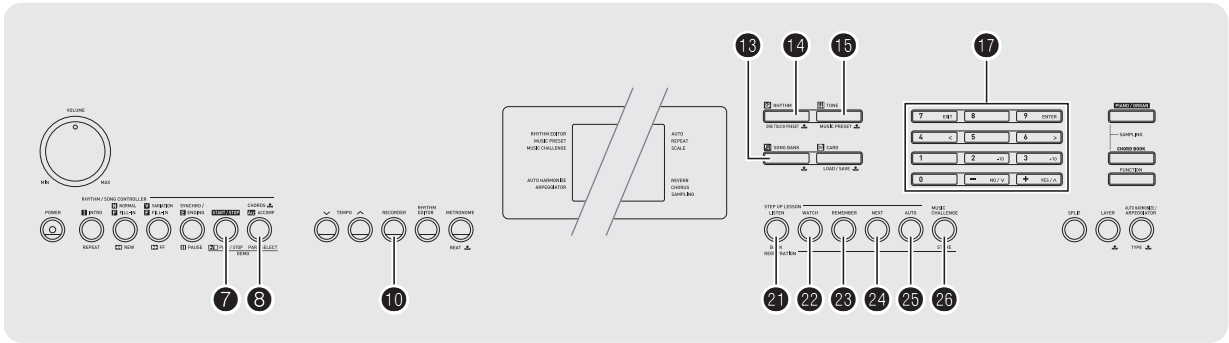 13 14 15 17
VOLUME
MIN MAX
RHYTHM EDITOR
MUSIC PRESET
MUSIC CHALLENGE
AUTO HARMONIZE
ARPEGGIATOR
AUTO
REPEAT
SCALE
REVERB
CHORUS
SAMPLING
RHYTHM TONE
ONE TOUCH PRESET MUSIC PRESET
SONG BANK CARD
LOAD / SAVE
7 EXIT 8 9 ENTER
4 < 5 6 >
1 2 -10 3 +10
0 – NO / ∨ + YES / ∧
PIANO / ORGAN
SAMPLING
CHORD BOOK
FUNCTION
RHYTHM / SONG CONTROLLER
POWER
I INTRO
REPEAT
N NORMAL
F FILL-IN
REW
V VARIATION
F FILL-IN
FF
SYNCHRO /
E ENDING
PAUSE
START/STOP
PLAY / STOP
CHORDS
ACCOMP
PART SELECT
DEMO
∨ TEMPO ∧
RECORDER
RHYTHM
EDITOR
METRONOME
BEAT
STEP UP LESSON
LISTEN WATCH REMEMBER NEXT AUTO
MUSIC
CHALLENGE
BANK STORE
REGISTRATION
SPLIT LAYER
AUTO HARMONIZE/
ARPEGGIATOR
TYPE
7 8 10 21 22 23 24 25 26